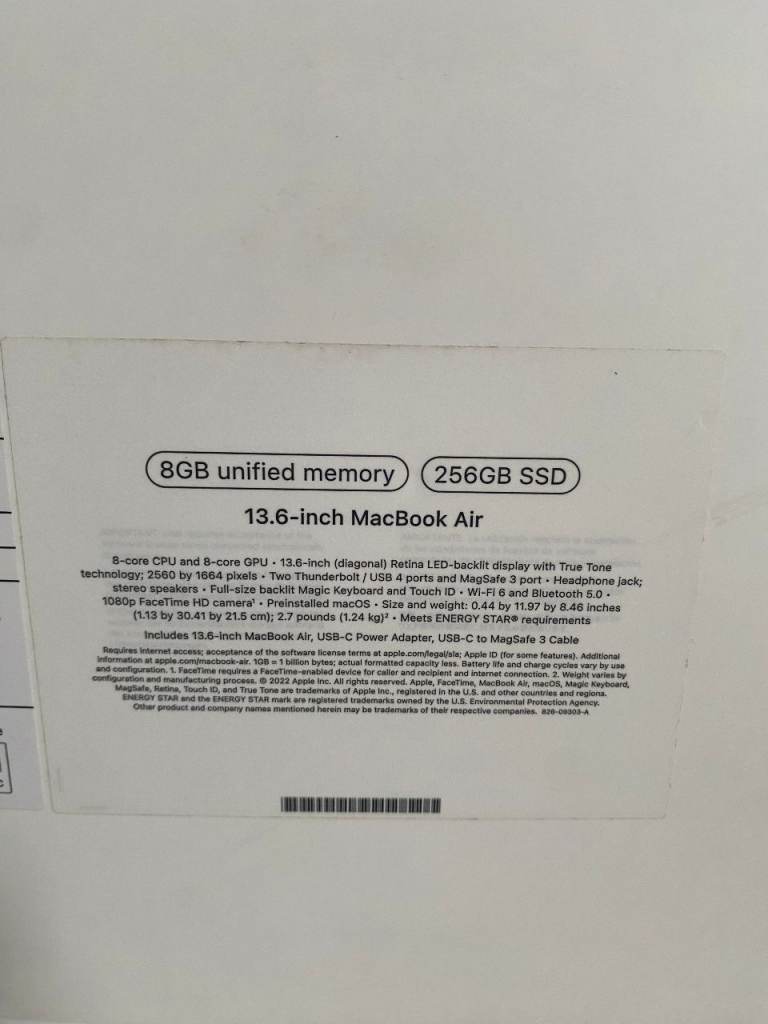 8GB unified memory 256GB SSD
13.6-inch MacBook Air
8-core CPU and 8-core GPU • 13.6-inch (diagonal) Retina LED-backlit display with True Tone
technology; 2560 by 1664 pixels • Two Thunderbolt / USB 4 ports and MagSafe 3 port • Headphone jack;
stereo speakers • Full-size backlit Magic Keyboard and Touch ID • Wi-Fi 6 and Bluetooth 5.0 •
1080p FaceTime HD camera¹ • Preinstalled macOS • Size and weight: 0.44 by 11.97 by 8.46 inches
(1.13 by 30.41 by 21.5 cm); 2.7 pounds (1.24 kg)² • Meets ENERGY STAR® requirements
Includes 13.6-inch MacBook Air, USB-C Power Adapter, USB-C to MagSafe 3 Cable
Requires internet access; acceptance of the software license terms at apple.com/legal/sla; Apple ID (for some features). Additional
information at apple.com/macbook-air. 1GB = 1 billion bytes; actual formatted capacity less. Battery life and charge cycles vary by use
and configuration. 1. FaceTime requires a FaceTime-enabled device for caller and recipient and internet connection. 2. Weight varies by
configuration and manufacturing process. © 2022 Apple Inc. All rights reserved. Apple, FaceTime, MacBook Air, macOS, Magic Keyboard,
MagSafe, Retina, Touch ID, and True Tone are trademarks of Apple Inc., registered in the U.S. and other countries and regions.
ENERGY STAR and the ENERGY STAR mark are registered trademarks owned by the U.S. Environmental Protection Agency.
Other product and company names mentioned herein may be trademarks of their respective companies. 826-09303-A